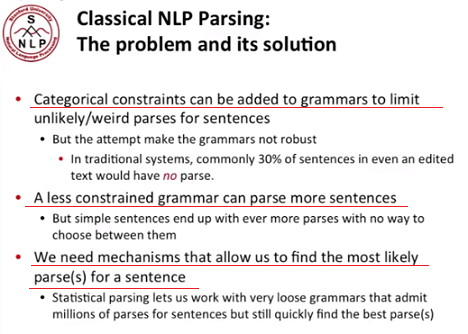 Stanford University
S
NLP
Natural Language Processing
Classical NLP Parsing:
The problem and its solution
• Categorical constraints can be added to grammars to limit
unlikely/weird parses for sentences
• But the attempt make the grammars not robust
• In traditional systems, commonly 30% of sentences in even an edited
text would have no parse.
• A less constrained grammar can parse more sentences
• But simple sentences end up with ever more parses with no way to
choose between them
• We need mechanisms that allow us to find the most likely
parse(s) for a sentence
• Statistical parsing lets us work with very loose grammars that admit
millions of parses for sentences but still quickly find the best parse(s)